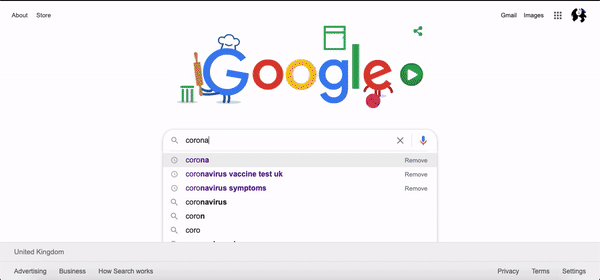 About Store Gmail Images
Google
corona
corona Remove
coronavirus vaccine test uk Remove
coronavirus symptoms Remove
coronavirus
coron
coro
United Kingdom
Advertising Business How Search works Privacy Terms Settings